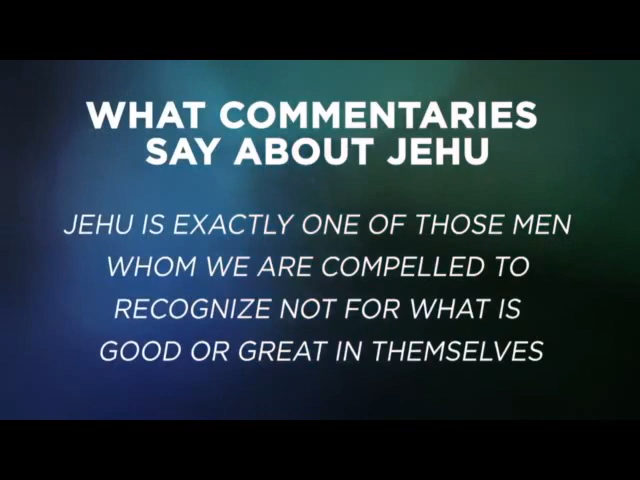 WHAT COMMENTARIES
SAY ABOUT JEHU
JEHU IS EXACTLY ONE OF THOSE MEN
WHOM WE ARE COMPELLED TO
RECOGNIZE NOT FOR WHAT IS
GOOD OR GREAT IN THEMSELVES